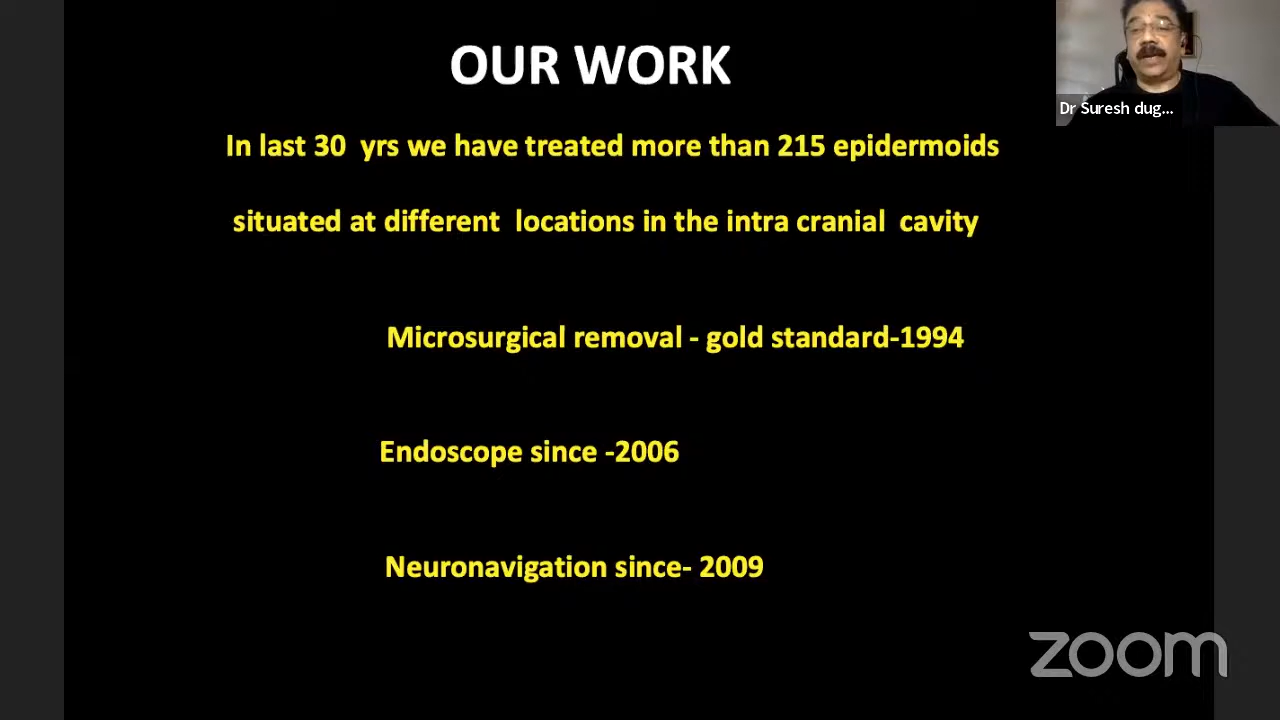 OUR WORK
Dr Suresh dug...
In last 30 yrs we have treated more than 215 epidermoids
situated at different locations in the intra cranial cavity
Microsurgical removal - gold standard-1994
Endoscope since -2006
Neuronavigation since- 2009
zoom